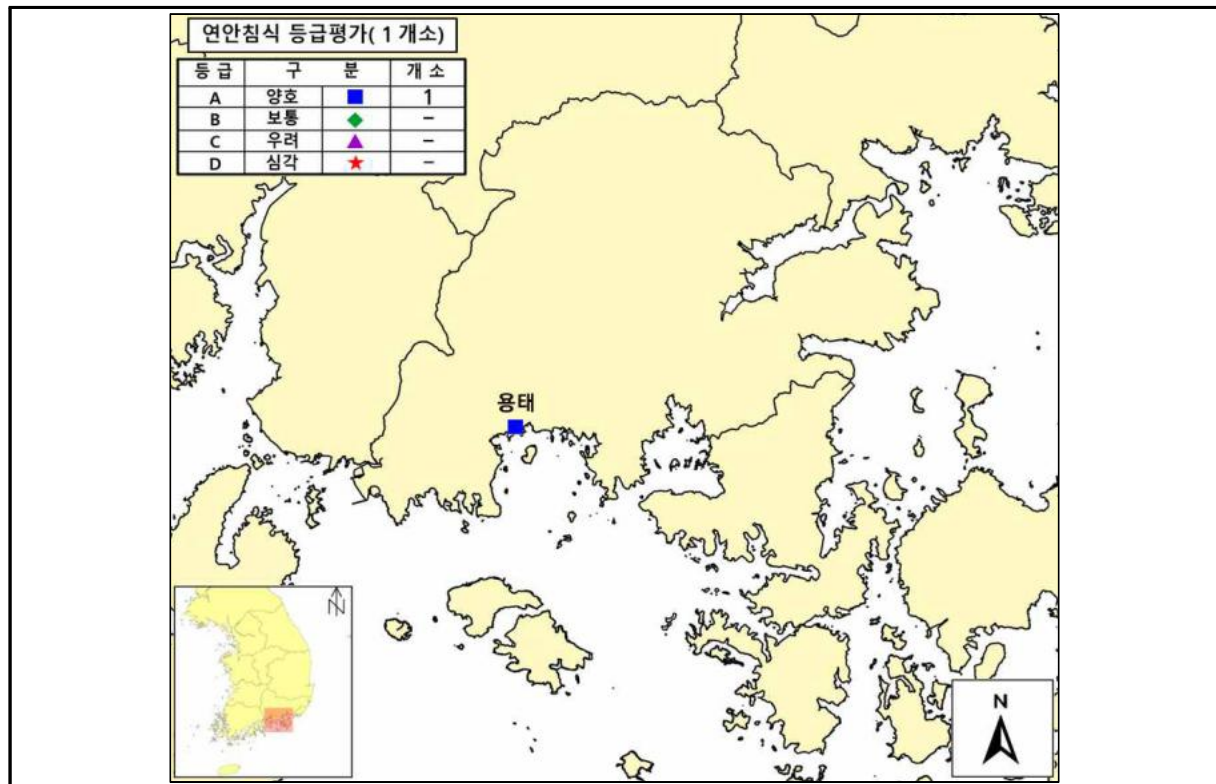 연안침식 등급평가( 1 개소)
등 급 구 분 개 소
A 양호 1
B 보통 –
C 우려 –
D 심각 –
용태
N
N